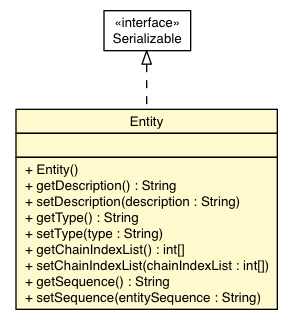 «interface»
Serializable
Entity
+ Entity()
+ getDescription() : String
+ setDescription(description : String)
+ getType() : String
+ setType(type : String)
+ getChainIndexList() : int[]
+ setChainIndexList(chainIndexList : int[])
+ getSequence() : String
+ setSequence(entitySequence : String)